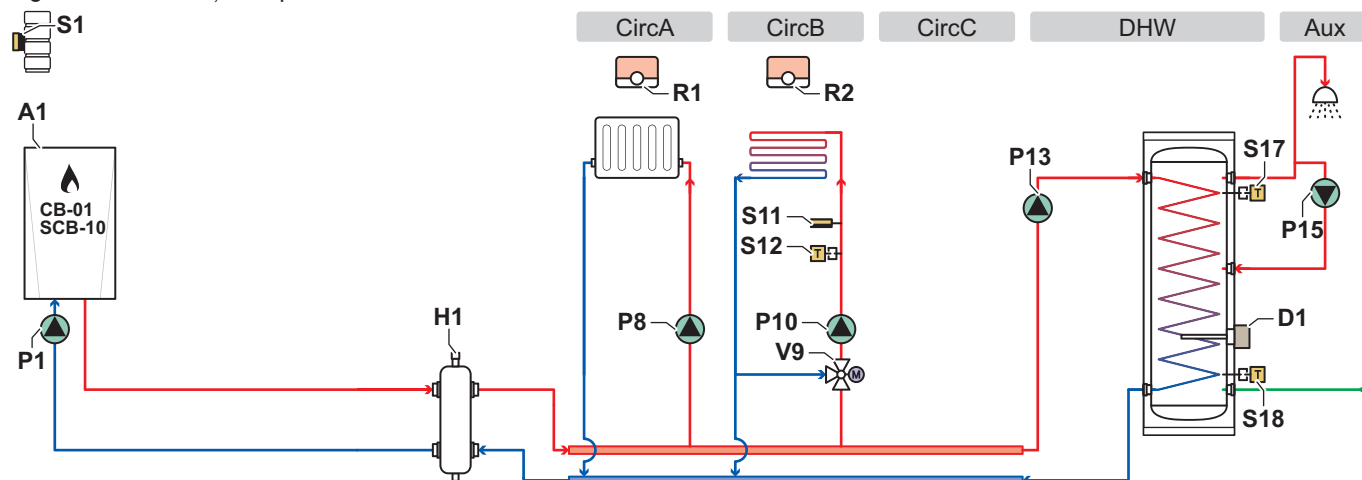 S1
CircA
CircB
CircC
DHW
Aux
R1
R2
A1
CB-01
SCB-10
P13
S17
T
P15
S11
S12
T
P1
H1
P8
P10
V9
M
D1
T
S18